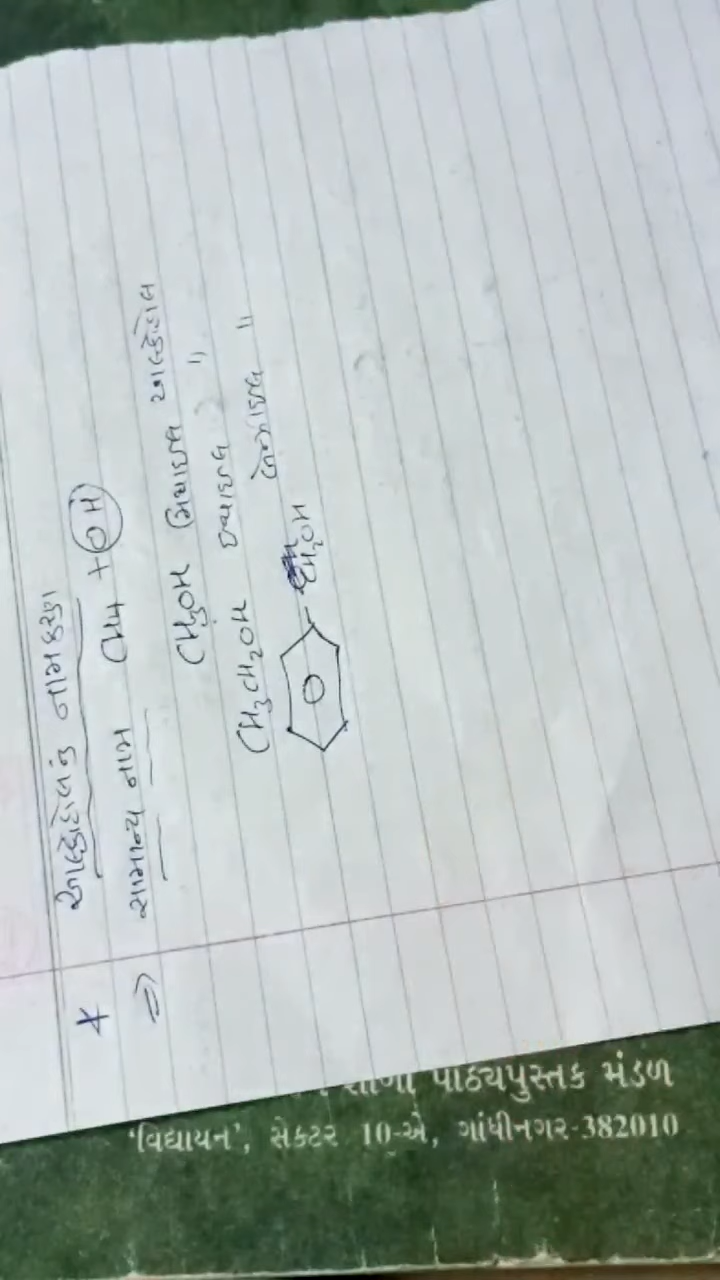 * આલ્કોહોલનું નામકરણ
⇒ સામાન્ય નામ CH4 + OH
CH3OH મિથાઇલ આલ્કોહોલ
CH3CH2OH ઇથાઇલ "
CH2OH બેન્ઝાઇલ "
પાઠ્યપુસ્તક મંડળ
'વિદ્યાયન', સેક્ટર 10-એ, ગાંધીનગર-382010